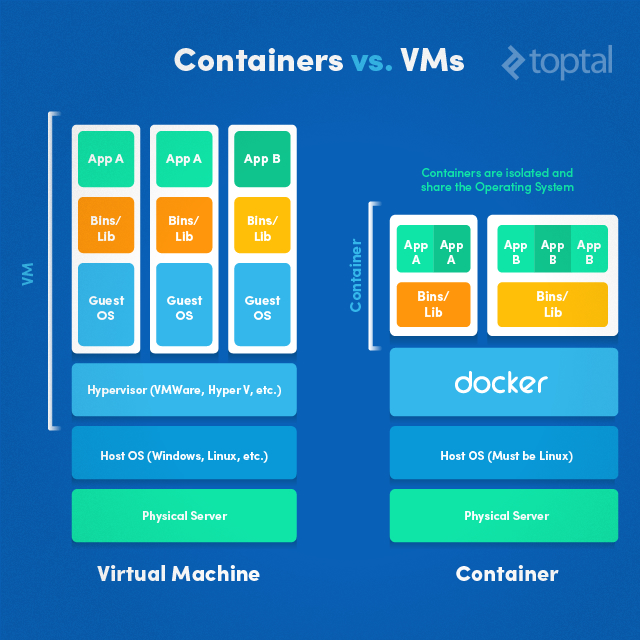 Containers vs. VMs
toptal
VM
App A
App A
App B
Bins/
Lib
Bins/
Lib
Bins/
Lib
Guest
OS
Guest
OS
Guest
OS
Hypervisor (VMWare, Hyper V, etc.)
Host OS (Windows, Linux, etc.)
Physical Server
Virtual Machine
Containers are isolated and
share the Operating System
Container
App
A
App
A
App
B
App
B
App
B
Bins/
Lib
Bins/
Lib
docker
Host OS (Must be Linux)
Physical Server
Container